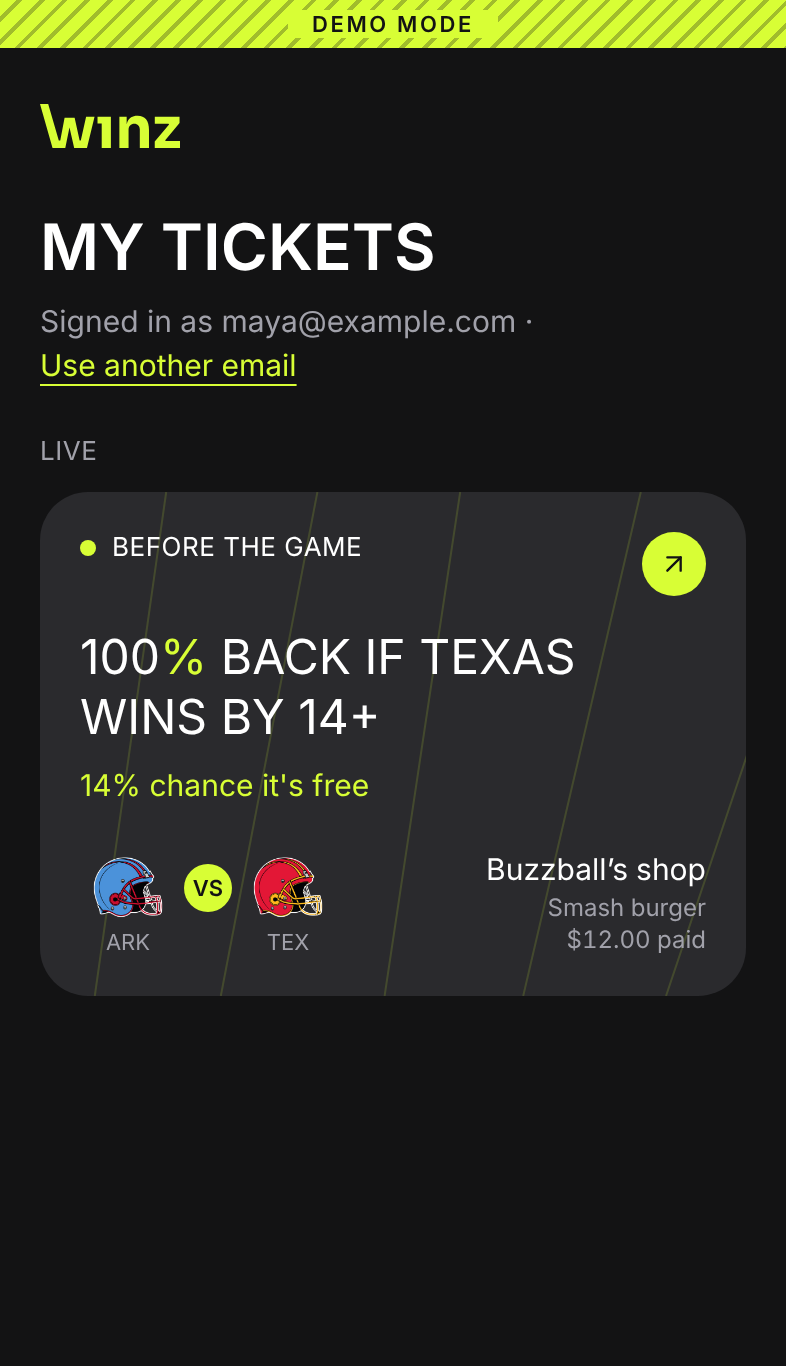 DEMO MODE
wınz
MY TICKETS
Signed in as maya@example.com ·
Use another email
LIVE
BEFORE THE GAME
100% BACK IF TEXAS
WINS BY 14+
14% chance it's free
VS
ARK
TEX
Buzzball’s shop
Smash burger
$12.00 paid